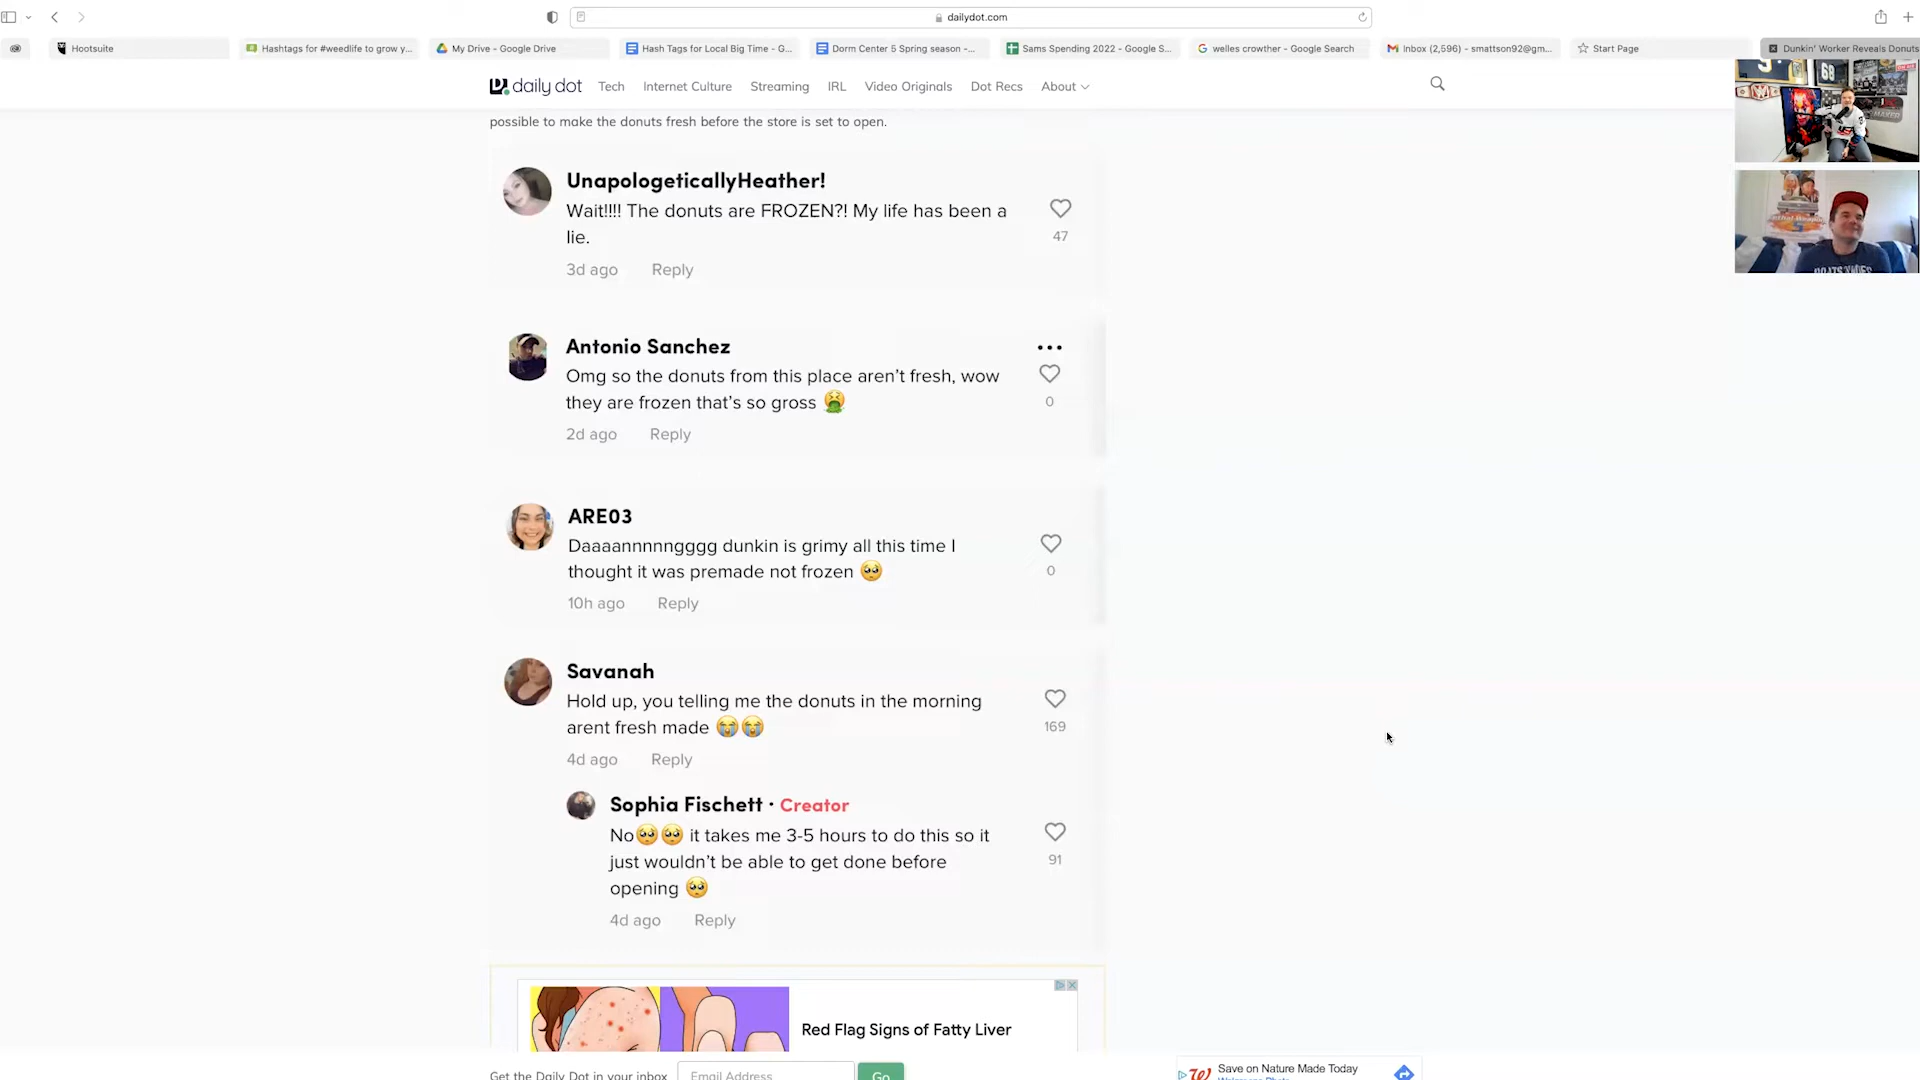 dailydot.com
Hootsuite
Hashtags for #weedlife to grow y...
My Drive - Google Drive
Hash Tags for Local Big Time - G...
Dorm Center 5 Spring season -...
Sams Spending 2022 - Google S...
welles crowther - Google Search
Inbox (2,596) - smattson92@gm...
Start Page
Dunkin' Worker Reveals Donuts
daily dot
Tech
Internet Culture
Streaming
IRL
Video Originals
Dot Recs
About
possible to make the donuts fresh before the store is set to open.
UnapologeticallyHeather!
Wait!!!! The donuts are FROZEN?! My life has been a
lie.
47
3d ago Reply
Antonio Sanchez
Omg so the donuts from this place aren't fresh, wow
they are frozen that's so gross 🤮
0
2d ago Reply
ARE03
Daaaannnnngggg dunkin is grimy all this time I
thought it was premade not frozen 🥺
0
10h ago Reply
Savanah
Hold up, you telling me the donuts in the morning
arent fresh made 😭😭
169
4d ago Reply
Sophia Fischett · Creator
No🥺🥺 it takes me 3-5 hours to do this so it
just wouldn't be able to get done before
opening 🥺
91
4d ago Reply
Red Flag Signs of Fatty Liver
Get the Daily Dot in your inbox
Email Address
Go
Save on Nature Made Today